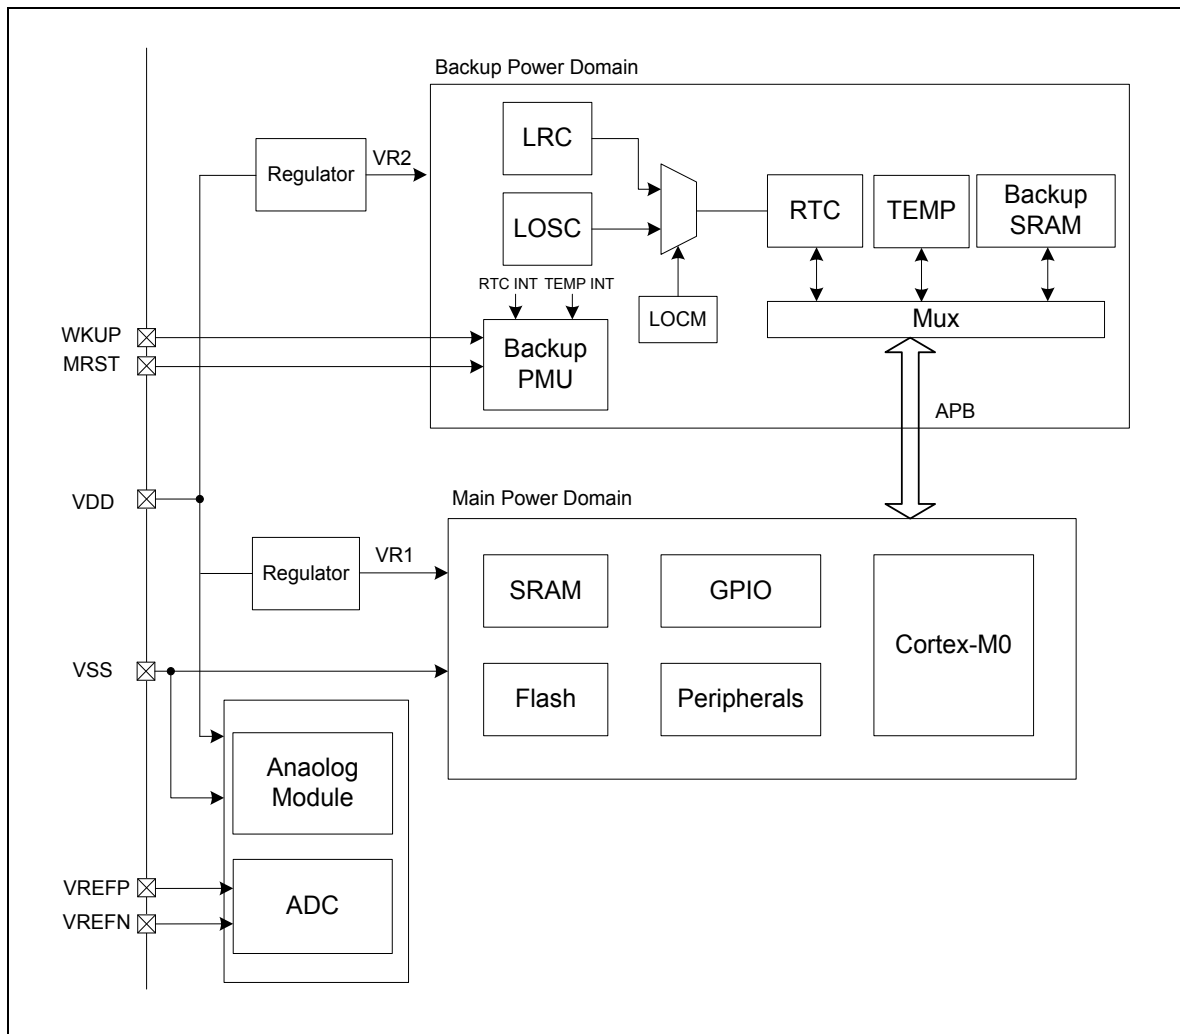 Backup Power Domain
LRC
VR2
Regulator
RTC
TEMP
Backup
SRAM
LOSC
RTC INT
TEMP INT
LOCM
Mux
WKUP
MRST
Backup
PMU
APB
VDD
Main Power Domain
VR1
Regulator
SRAM
GPIO
Cortex-M0
VSS
Flash
Peripherals
Anaolog
Module
VREFP
VREFN
ADC